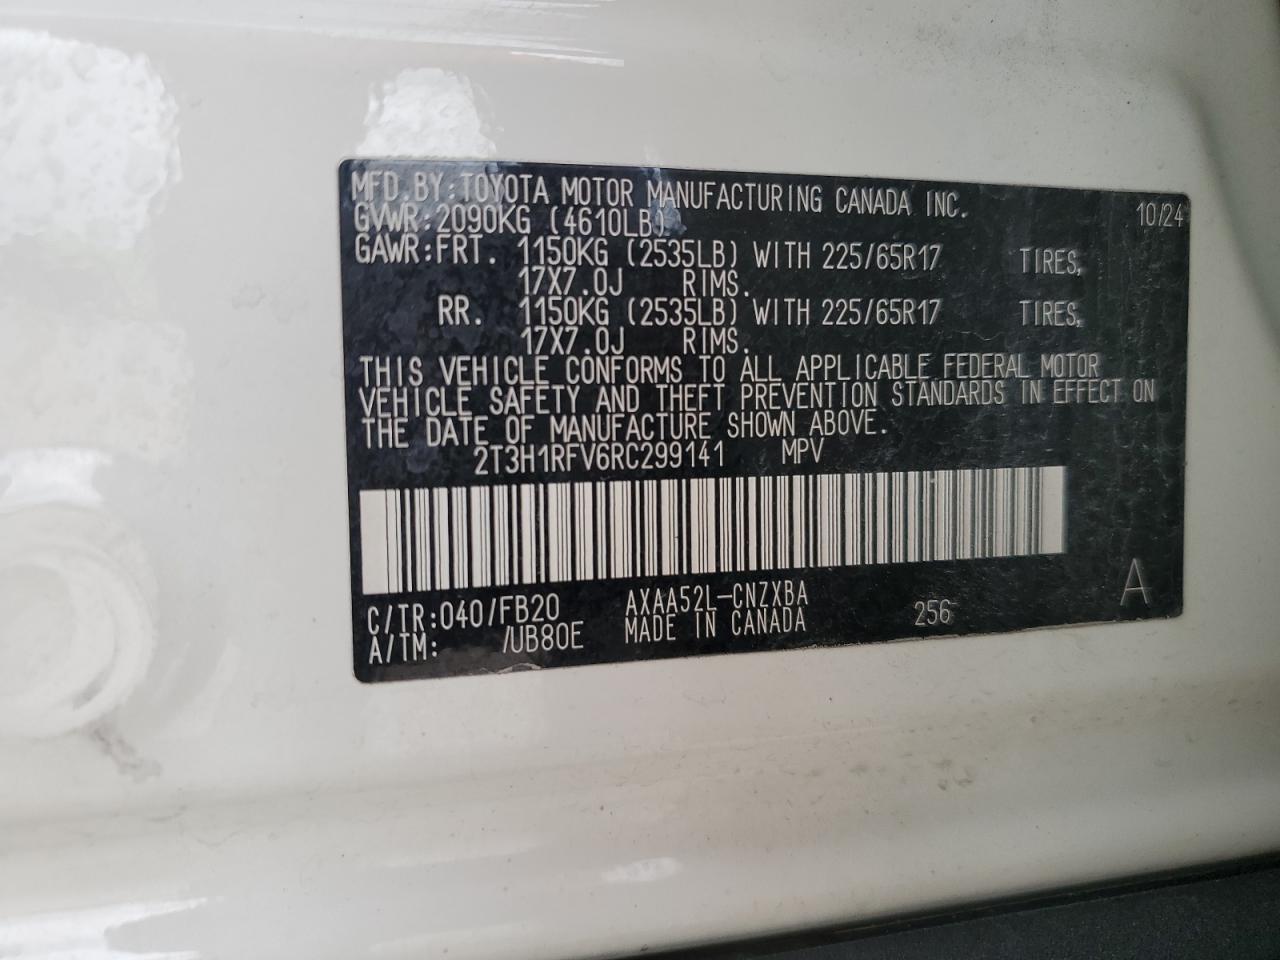 MFD.BY:TOYOTA MOTOR MANUFACTURING CANADA INC. 10/24
GVWR:2090KG (4610LB)
GAWR:FRT. 1150KG (2535LB) WITH 225/65R17 TIRES,
17X7.0J RIMS.
RR. 1150KG (2535LB) WITH 225/65R17 TIRES,
17X7.0J RIMS.
THIS VEHICLE CONFORMS TO ALL APPLICABLE FEDERAL MOTOR
VEHICLE SAFETY AND THEFT PREVENTION STANDARDS IN EFFECT ON
THE DATE OF MANUFACTURE SHOWN ABOVE.
2T3H1RFV6RC299141 MPV
C/TR:040/FB20 AXAA52L-CNZXBA 256 A
A/TM: /UB80E MADE IN CANADA